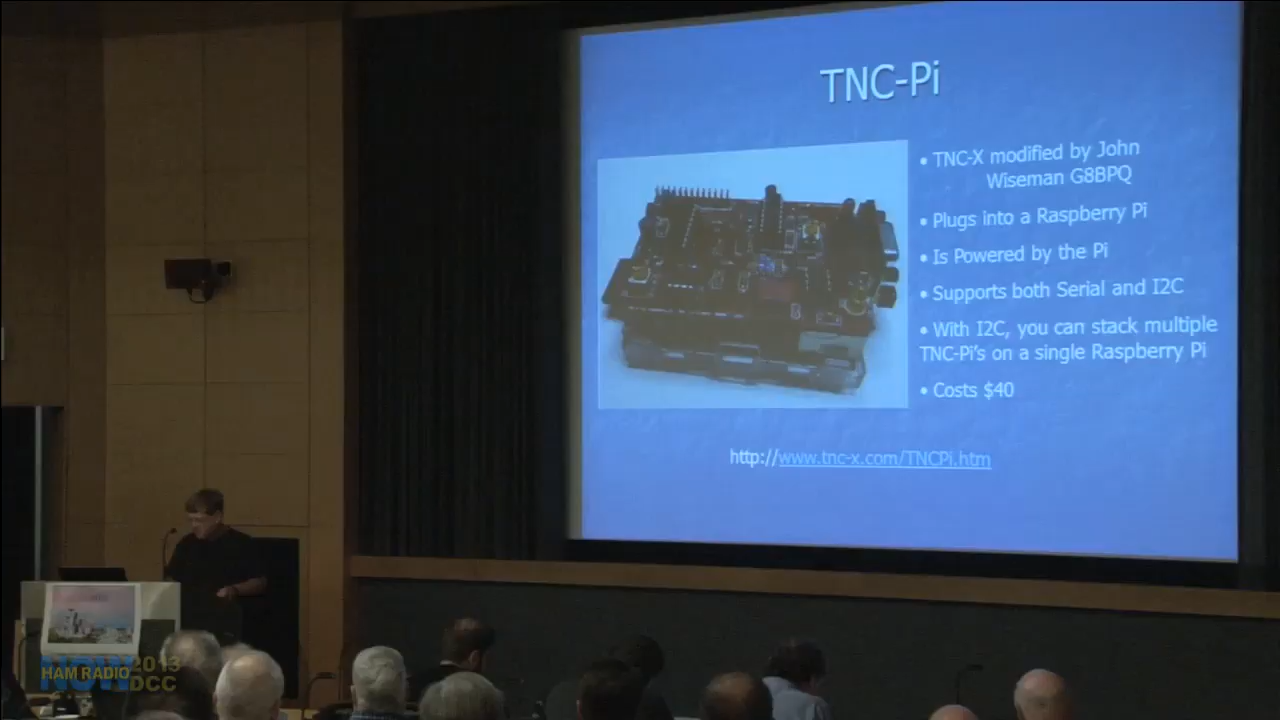 TNC-Pi
• TNC-X modified by John
Wiseman G8BPQ
• Plugs into a Raspberry Pi
• Is Powered by the Pi
• Supports both Serial and I2C
• With I2C, you can stack multiple
TNC-Pi's on a single Raspberry Pi
• Costs $40
http://www.tnc-x.com/TNCPi.htm
HAM RADIO
NOW
2013
DCC